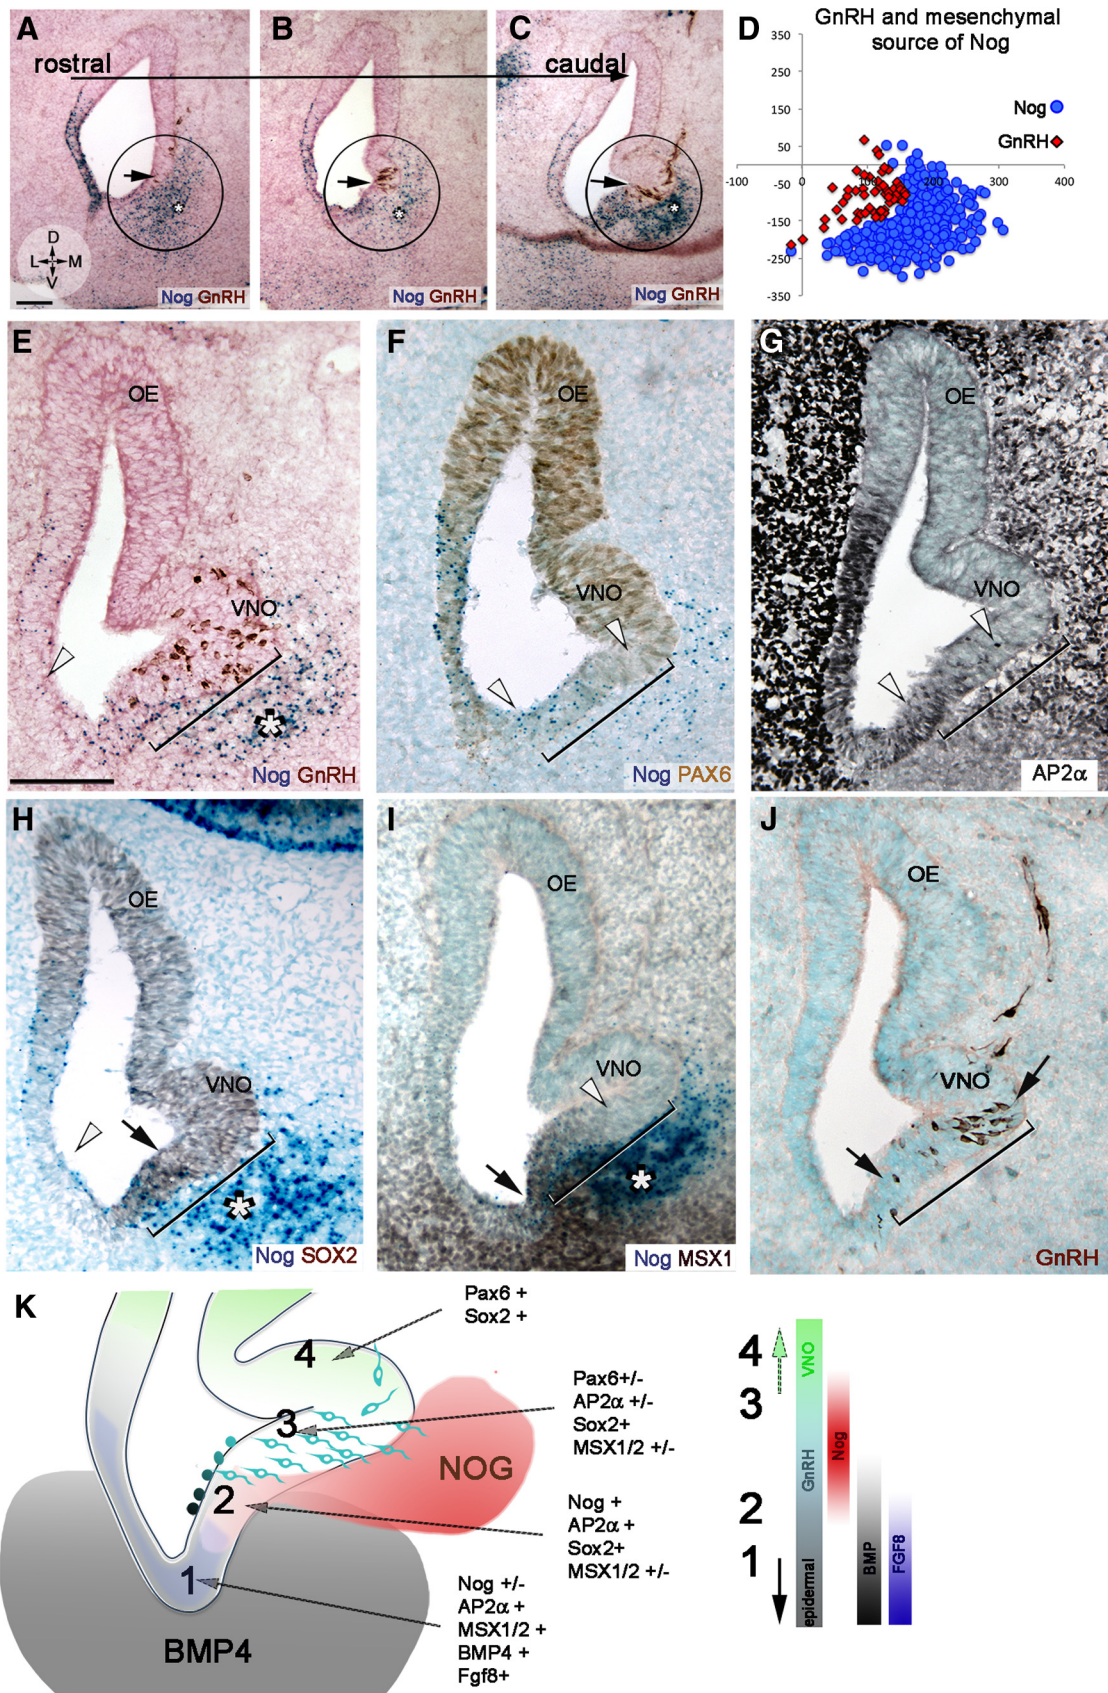 A
rostral
D
L M
V
Nog GnRH
B
Nog GnRH
C
caudal
*
*
*
Nog GnRH
D
GnRH and mesenchymal
source of Nog
350
250
150
50
-50
-150
-250
-350
-100
0
100
200
300
400
Nog
GnRH
E
OE
VNO
*
Nog GnRH
F
OE
VNO
Nog PAX6
G
OE
VNO
AP2α
H
OE
VNO
*
Nog SOX2
I
OE
VNO
*
Nog MSX1
J
OE
VNO
GnRH
K
4
3
2
1
NOG
BMP4
Pax6 +
Sox2 +
Pax6+/-
AP2α +/-
Sox2+
MSX1/2 +/-
Nog +
AP2α +
Sox2+
MSX1/2 +/-
Nog +/-
AP2α +
MSX1/2 +
BMP4 +
Fgf8+
4
3
2
1
VNO
GnRH
epidermal
Nog
BMP
FGF8